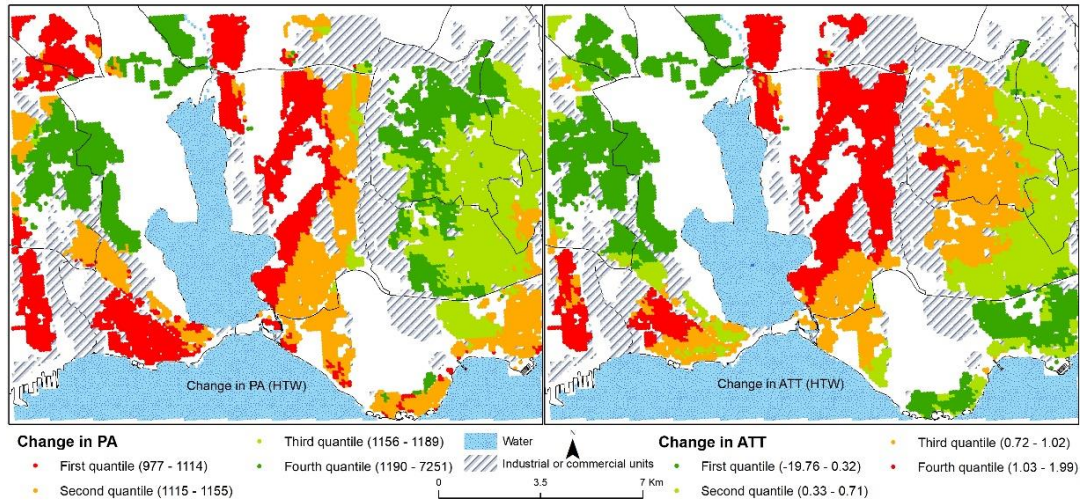 Change in PA (HTW)
Change in ATT (HTW)
Change in PA
First quantile (977 - 1114)
Second quantile (1115 - 1155)
Third quantile (1156 - 1189)
Fourth quantile (1190 - 7251)
Water
Industrial or commercial units
0 3.5 7 Km
Change in ATT
First quantile (-19.76 - 0.32)
Second quantile (0.33 - 0.71)
Third quantile (0.72 - 1.02)
Fourth quantile (1.03 - 1.99)